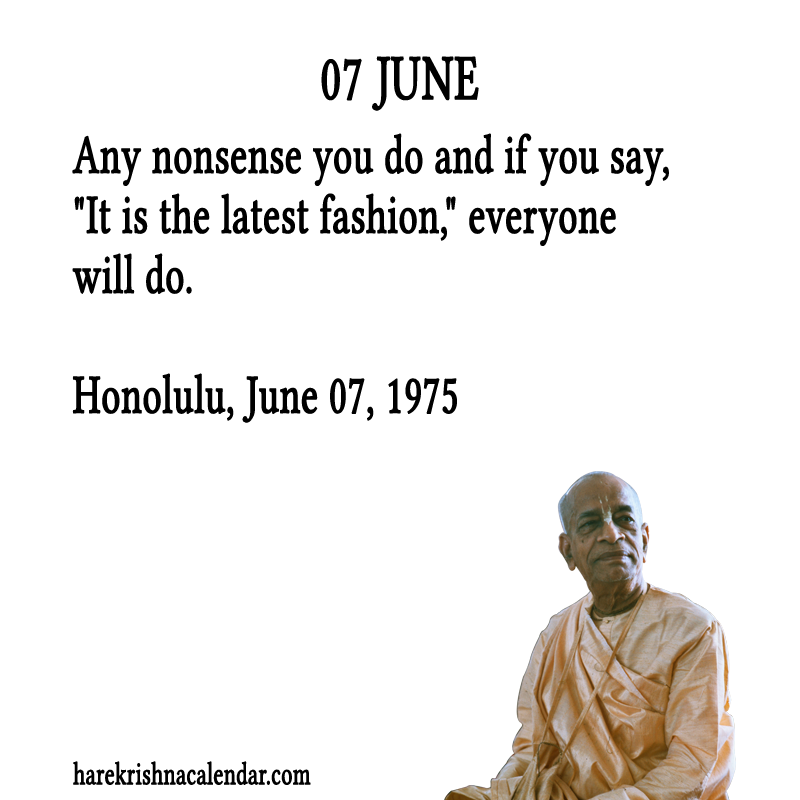 07 JUNE
Any nonsense you do and if you say,
"It is the latest fashion," everyone
will do.
Honolulu, June 07, 1975
harekrishnacalendar.com